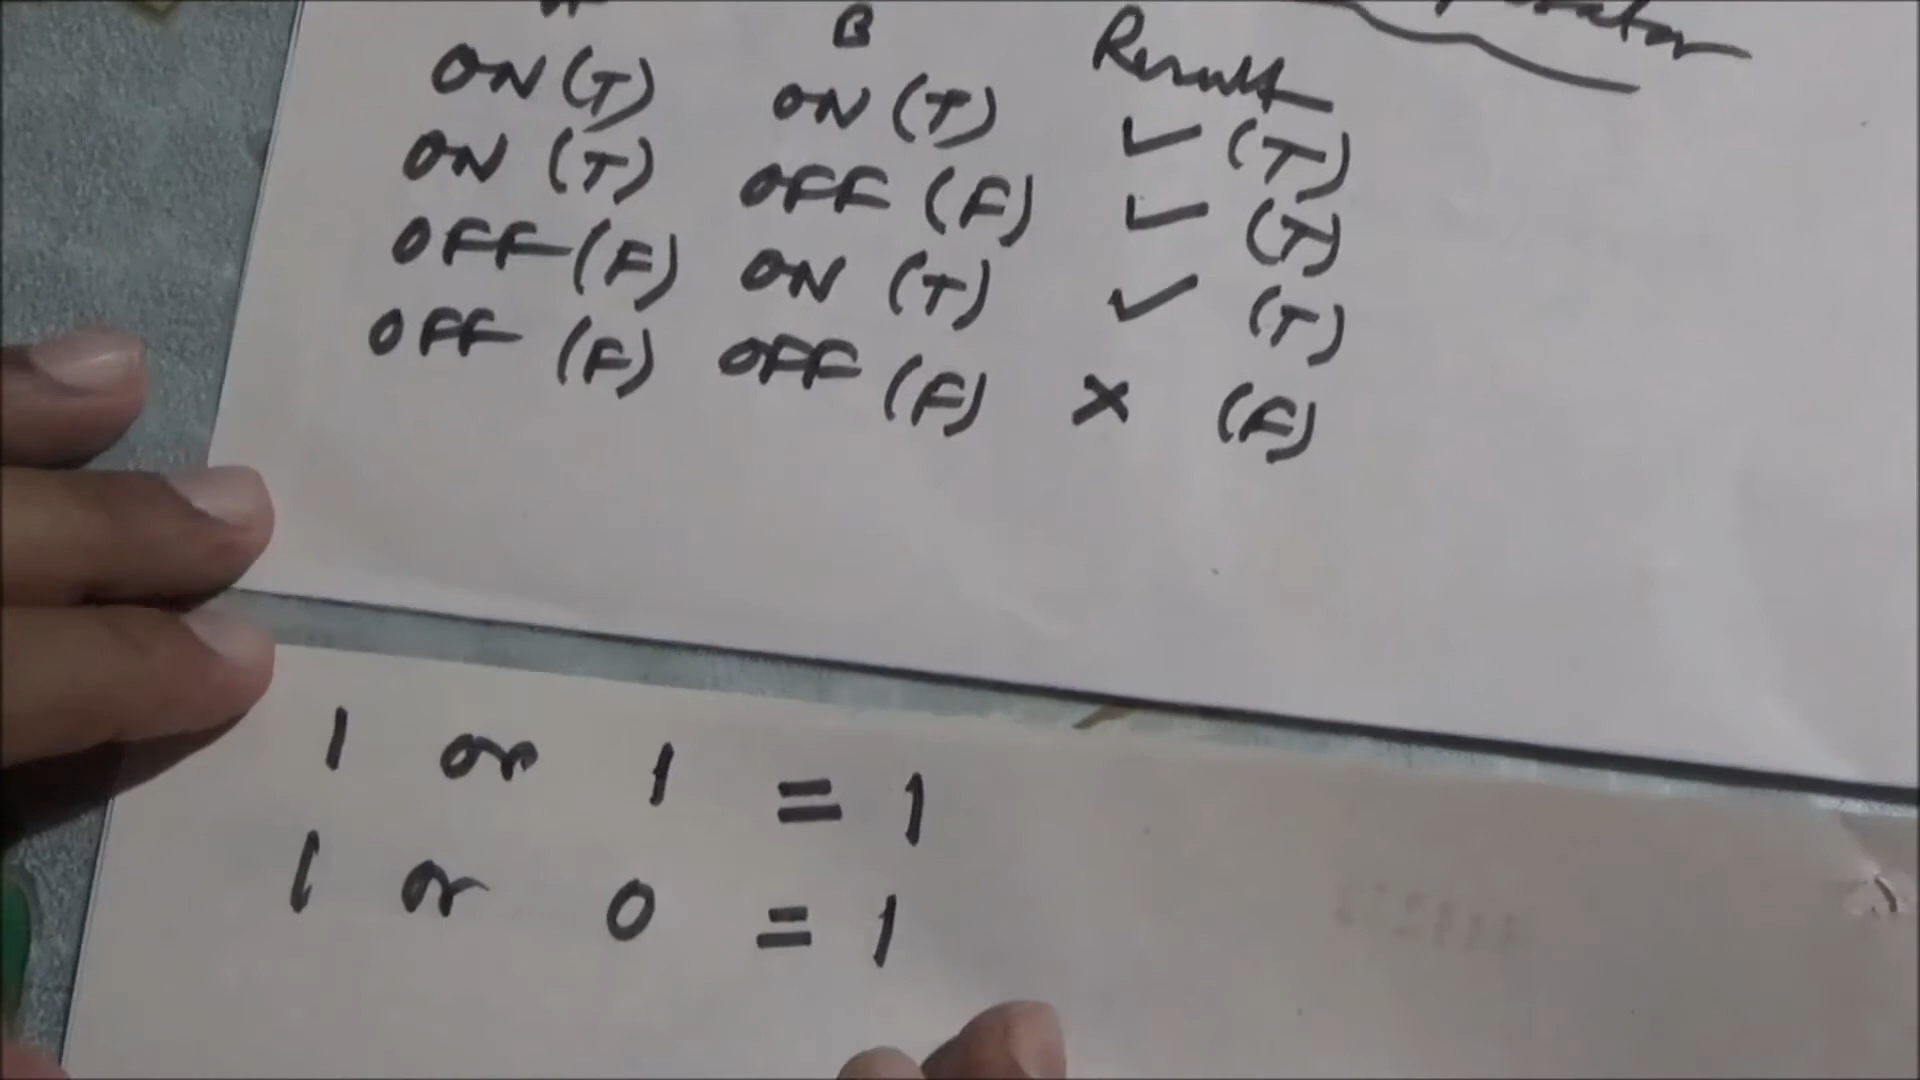 B Result
ON (T) ON (T) ✓ (T)
ON (T) OFF (F) ✓ (T)
OFF (F) ON (T) ✓ (T)
OFF (F) OFF (F) × (F)
1 or 1 = 1
1 or 0 = 1